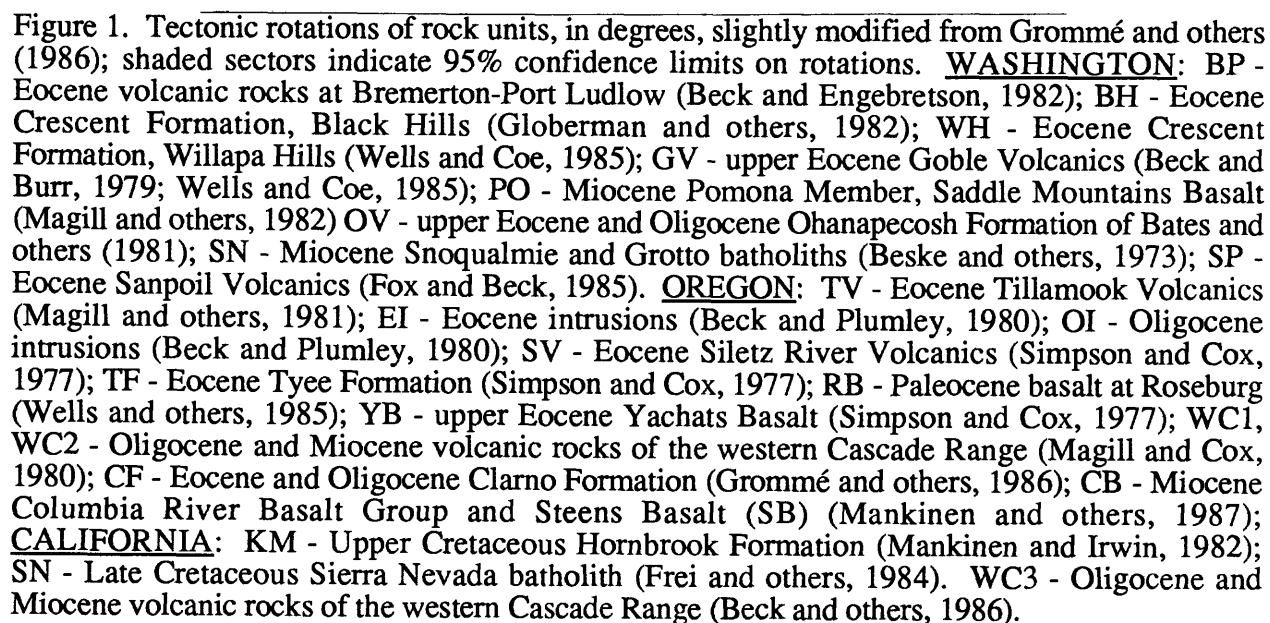 Figure 1. Tectonic rotations of rock units, in degrees, slightly modified from Grommé and others
(1986); shaded sectors indicate 95% confidence limits on rotations. WASHINGTON: BP -
Eocene volcanic rocks at Bremerton-Port Ludlow (Beck and Engebretson, 1982); BH - Eocene
Crescent Formation, Black Hills (Globerman and others, 1982); WH - Eocene Crescent
Formation, Willapa Hills (Wells and Coe, 1985); GV - upper Eocene Goble Volcanics (Beck and
Burr, 1979; Wells and Coe, 1985); PO - Miocene Pomona Member, Saddle Mountains Basalt
(Magill and others, 1982) OV - upper Eocene and Oligocene Ohanapecosh Formation of Bates and
others (1981); SN - Miocene Snoqualmie and Grotto batholiths (Beske and others, 1973); SP -
Eocene Sanpoil Volcanics (Fox and Beck, 1985). OREGON: TV - Eocene Tillamook Volcanics
(Magill and others, 1981); EI - Eocene intrusions (Beck and Plumley, 1980); OI - Oligocene
intrusions (Beck and Plumley, 1980); SV - Eocene Siletz River Volcanics (Simpson and Cox,
1977); TF - Eocene Tyee Formation (Simpson and Cox, 1977); RB - Paleocene basalt at Roseburg
(Wells and others, 1985); YB - upper Eocene Yachats Basalt (Simpson and Cox, 1977); WC1,
WC2 - Oligocene and Miocene volcanic rocks of the western Cascade Range (Magill and Cox,
1980); CF - Eocene and Oligocene Clarno Formation (Grommé and others, 1986); CB - Miocene
Columbia River Basalt Group and Steens Basalt (SB) (Mankinen and others, 1987);
CALIFORNIA: KM - Upper Cretaceous Hornbrook Formation (Mankinen and Irwin, 1982);
SN - Late Cretaceous Sierra Nevada batholith (Frei and others, 1984). WC3 - Oligocene and
Miocene volcanic rocks of the western Cascade Range (Beck and others, 1986).